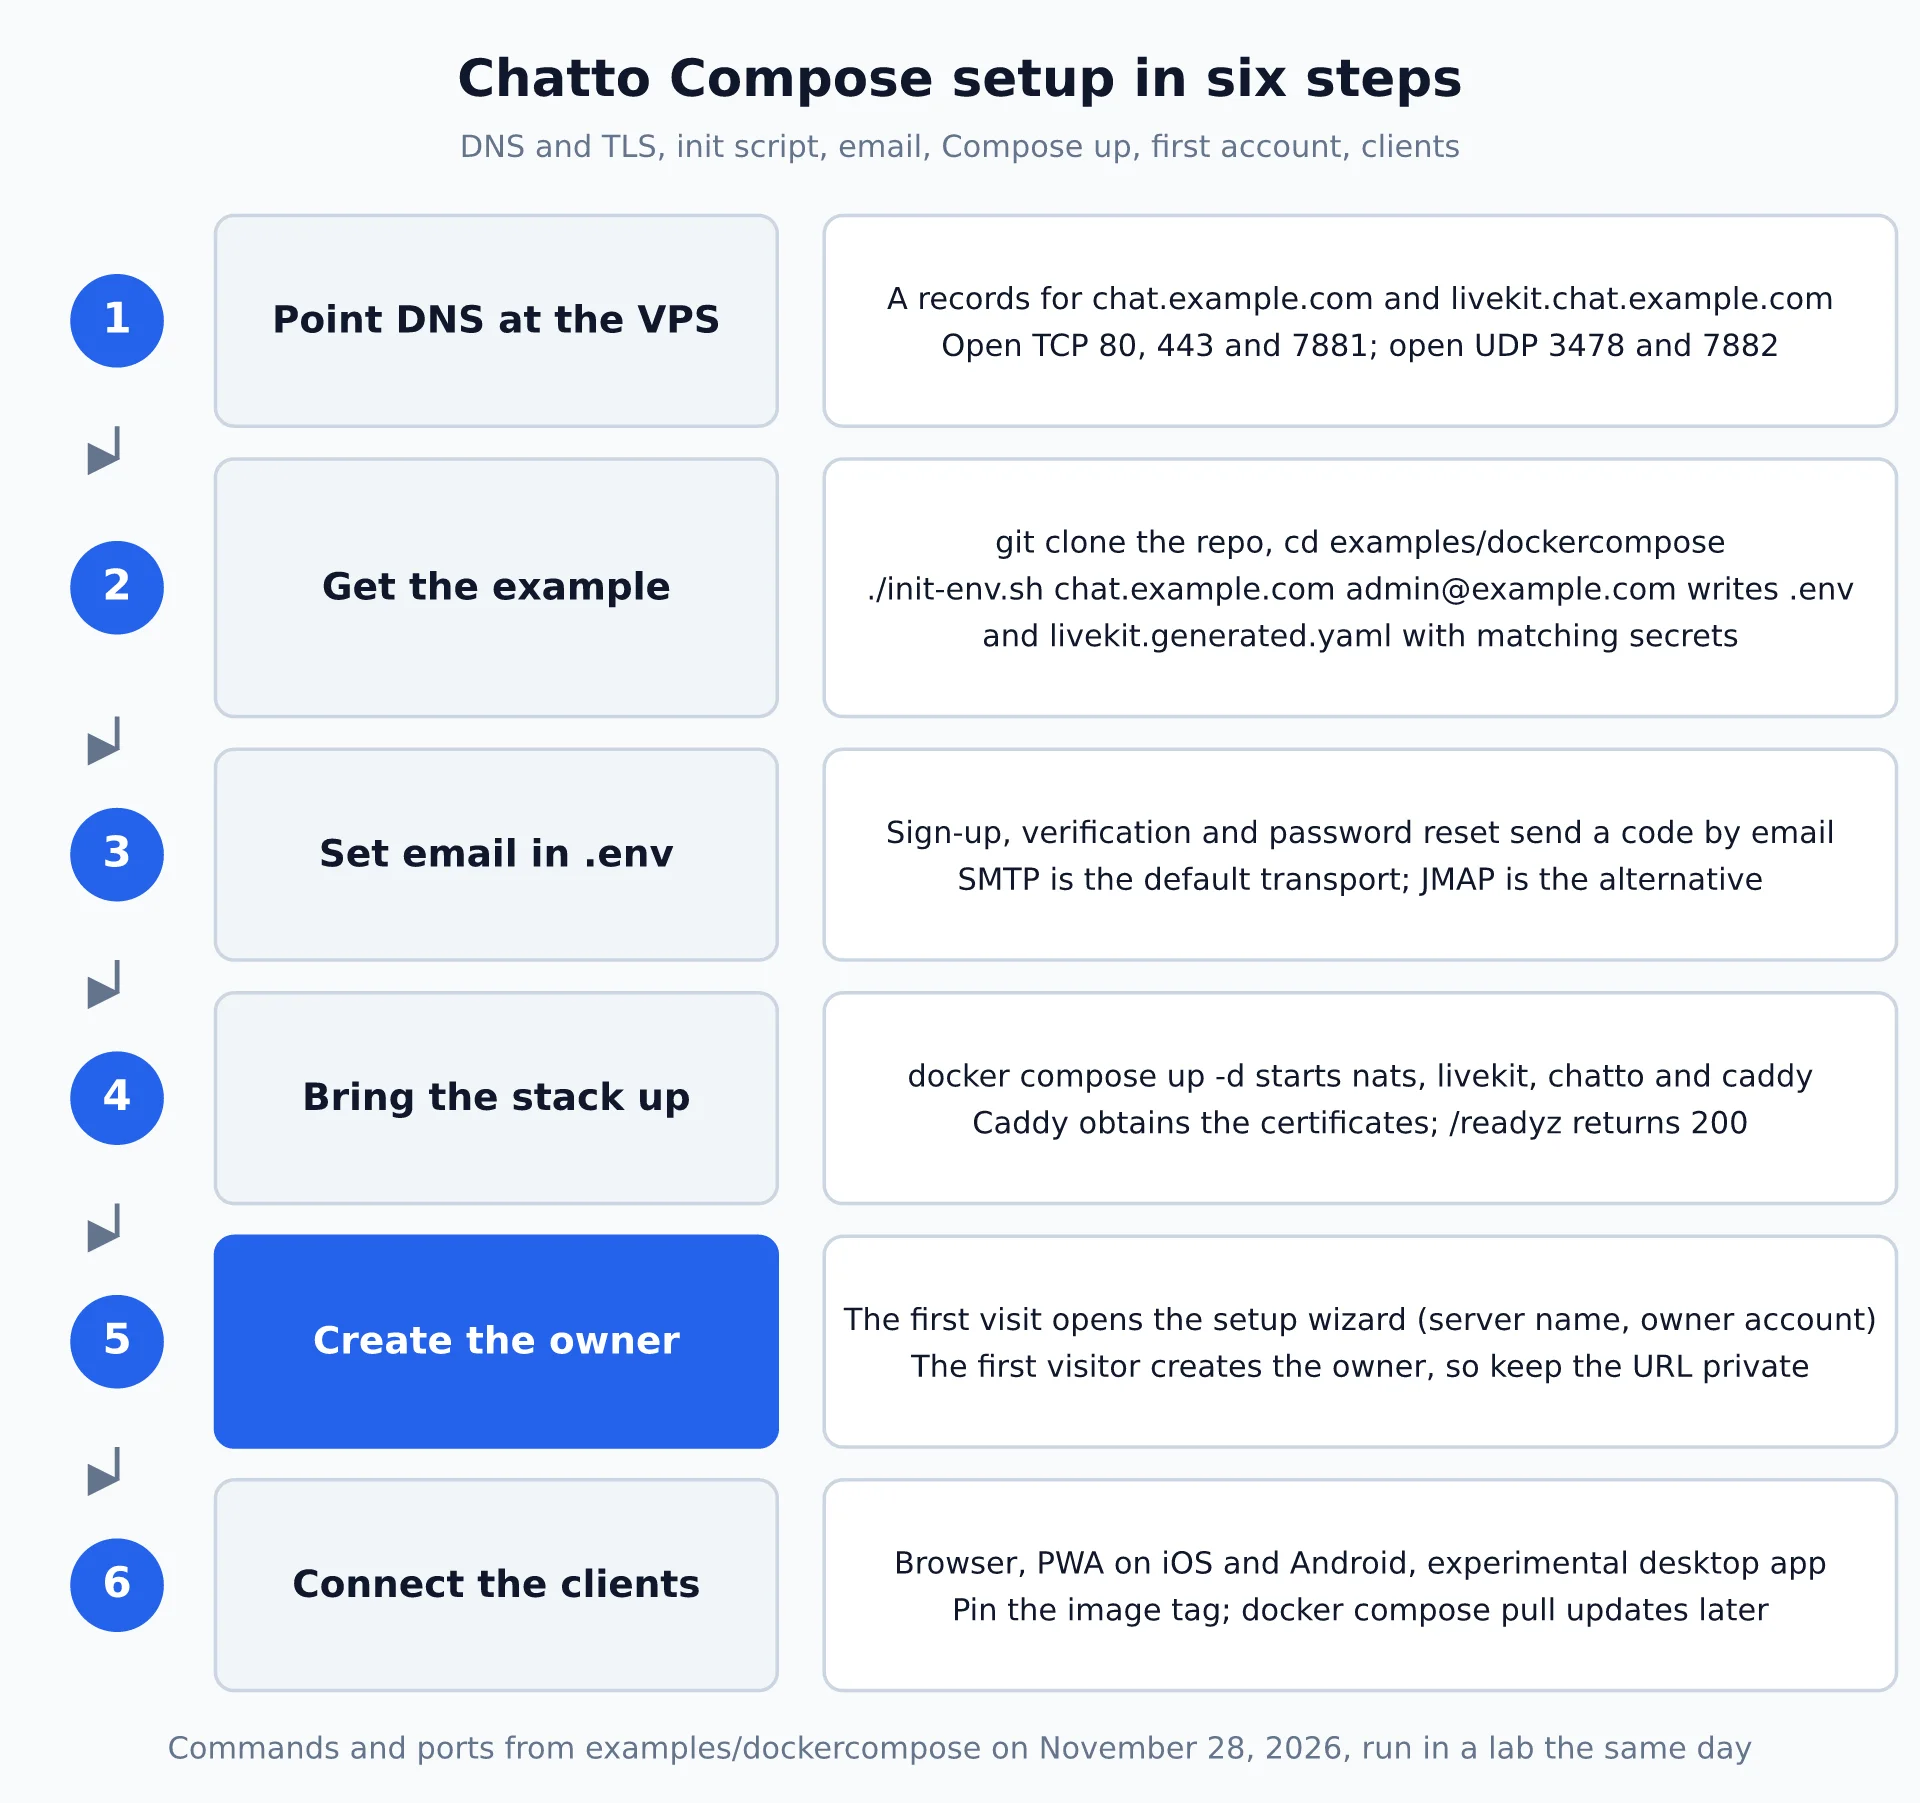 Chatto Compose setup in six steps
DNS and TLS, init script, email, Compose up, first account, clients
1
Point DNS at the VPS
A records for chat.example.com and livekit.chat.example.com
Open TCP 80, 443 and 7881; open UDP 3478 and 7882
2
Get the example
git clone the repo, cd examples/dockercompose
./init-env.sh chat.example.com admin@example.com writes .env
and livekit.generated.yaml with matching secrets
3
Set email in .env
Sign-up, verification and password reset send a code by email
SMTP is the default transport; JMAP is the alternative
4
Bring the stack up
docker compose up -d starts nats, livekit, chatto and caddy
Caddy obtains the certificates; /readyz returns 200
5
Create the owner
The first visit opens the setup wizard (server name, owner account)
The first visitor creates the owner, so keep the URL private
6
Connect the clients
Browser, PWA on iOS and Android, experimental desktop app
Pin the image tag; docker compose pull updates later
Commands and ports from examples/dockercompose on November 28, 2026, run in a lab the same day